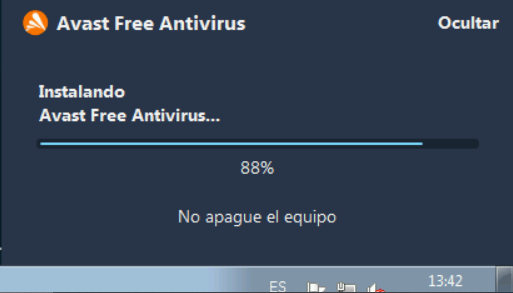 Avast Free Antivirus
Ocultar
Instalando
Avast Free Antivirus...
88%
No apague el equipo
ES
13:42